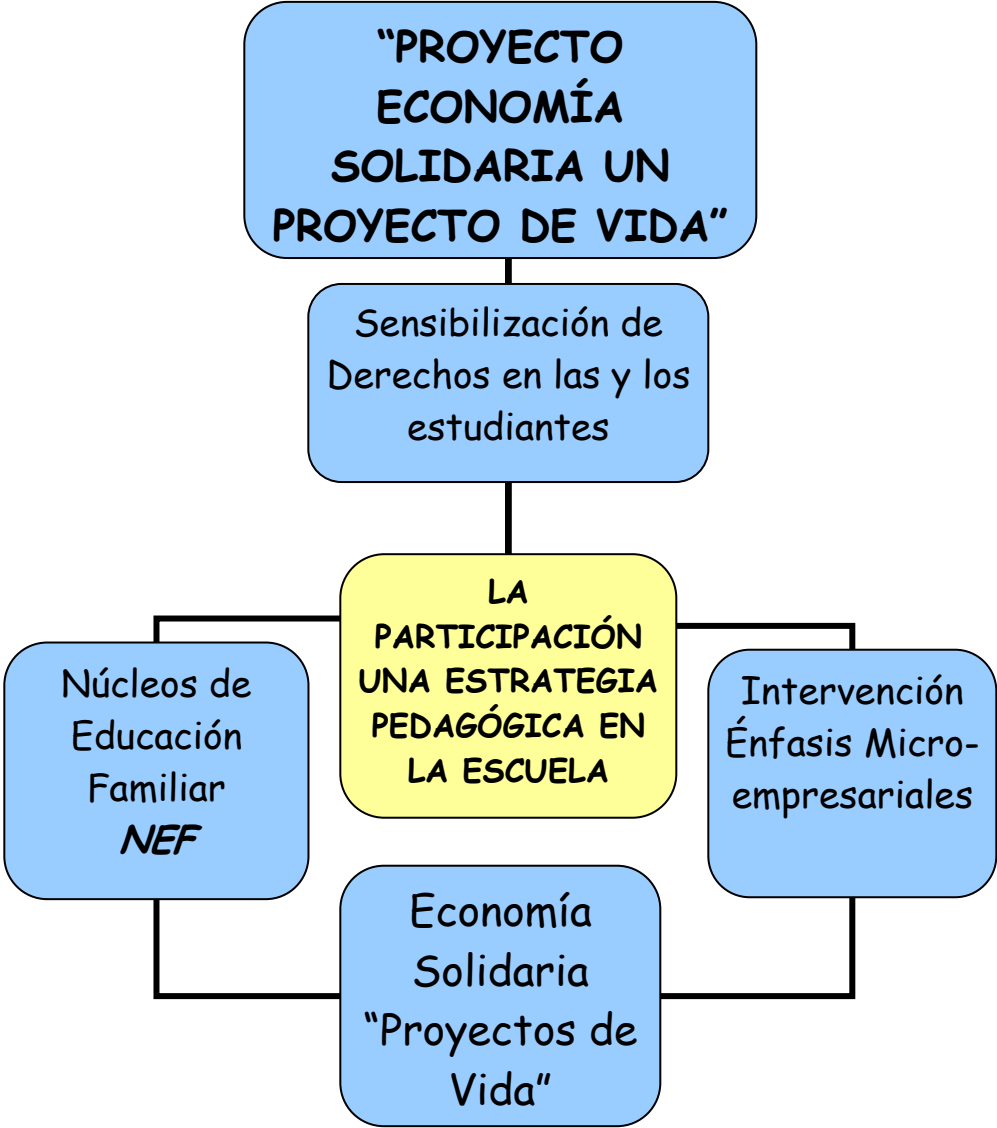 “PROYECTO
ECONOMÍA
SOLIDARIA UN
PROYECTO DE VIDA”
Sensibilización de
Derechos en las y los
estudiantes
LA
PARTICIPACIÓN
UNA ESTRATEGIA
PEDAGÓGICA EN
LA ESCUELA
Núcleos de
Educación
Familiar
NEF
Intervención
Énfasis Micro-
empresariales
Economía
Solidaria
“Proyectos de
Vida”